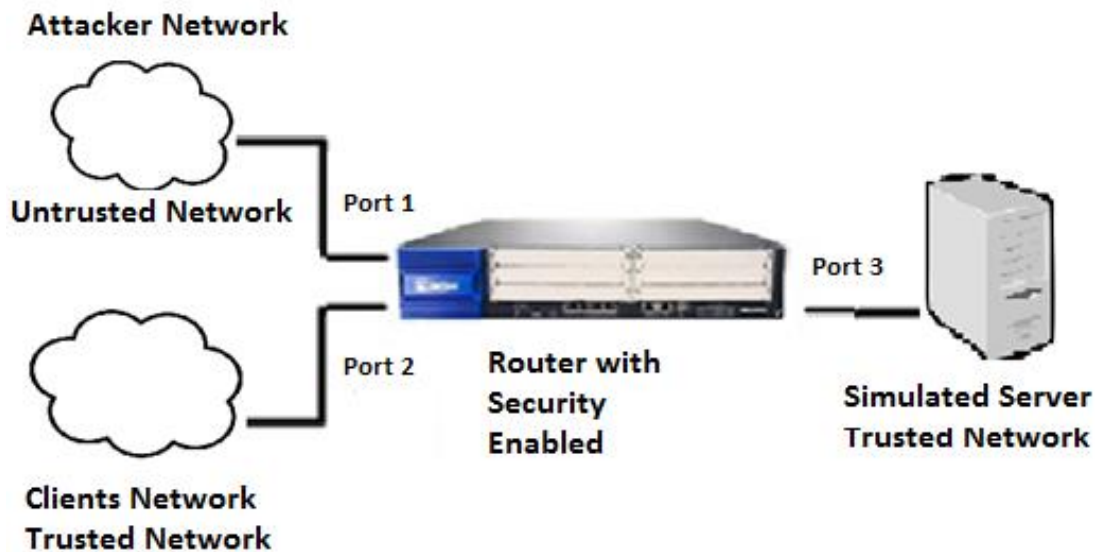 Attacker Network
Untrusted Network
Port 1
Port 2
Port 3
Router with
Security
Enabled
Simulated Server
Trusted Network
Clients Network
Trusted Network